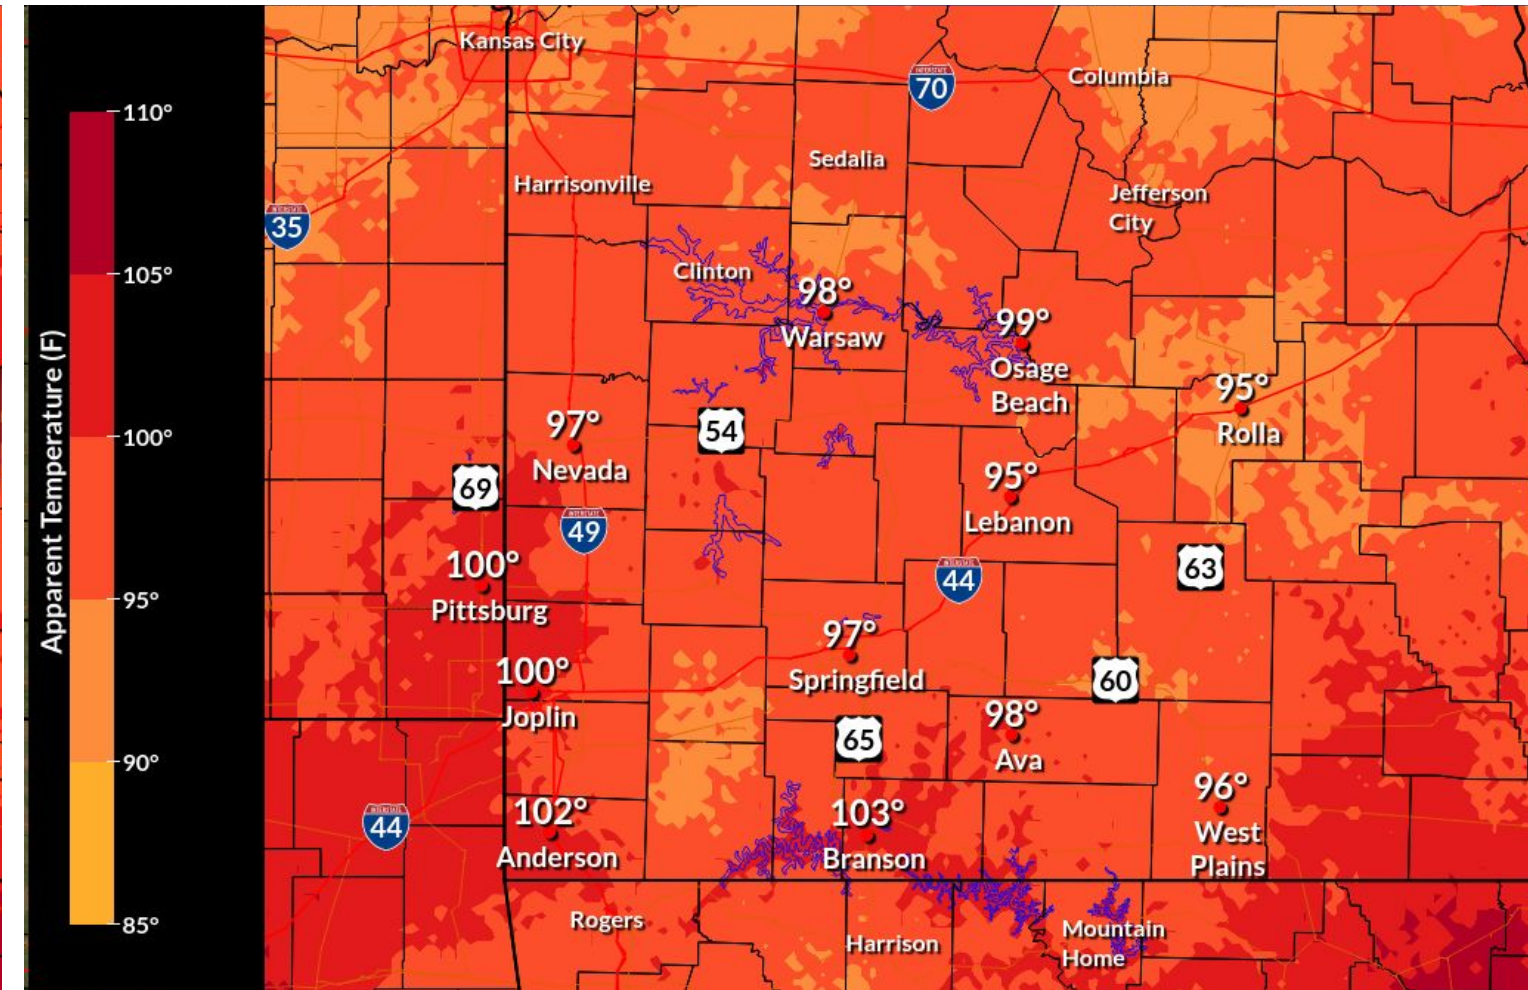 Kansas City
70
Columbia
110°
Sedalia
Harrisonville
Jefferson
City
35
105°
Clinton
98°
Warsaw
99°
Osage
Beach
95°
Rolla
Apparent Temperature (F)
100°
97°
Nevada
54
69
95°
Lebanon
49
44
63
100°
Pittsburg
95°
97°
Springfield
60
100°
Joplin
98°
Ava
65
90°
44
102°
Anderson
103°
Branson
96°
West
Plains
85°
Rogers
Harrison
Mountain
Home